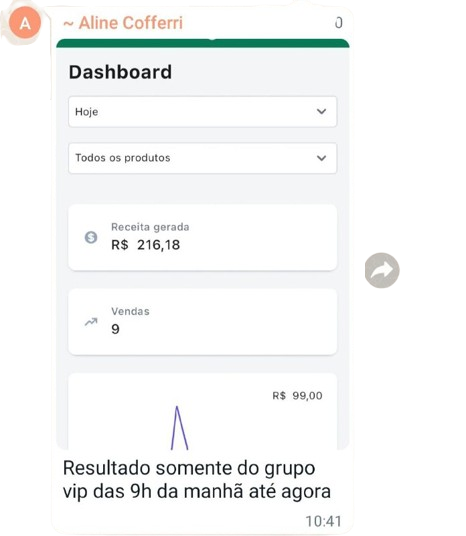 A
~ Aline Cofferri
Dashboard
Hoje
Todos os produtos
Receita gerada
R$ 216,18
Vendas
9
R$ 99,00
Resultado somente do grupo
vip das 9h da manhã até agora
10:41